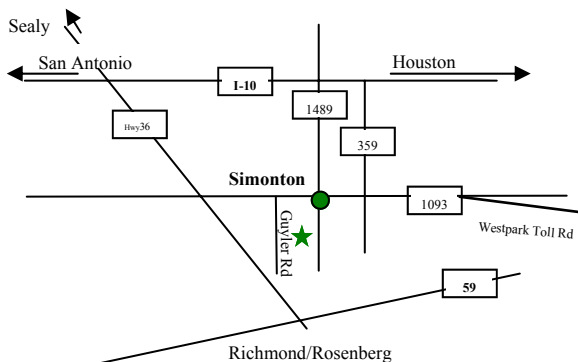 Sealy
San Antonio
Houston
I-10
1489
Hwy36
359
Simonton
1093
Guyler Rd
Westpark Toll Rd
59
Richmond/Rosenberg